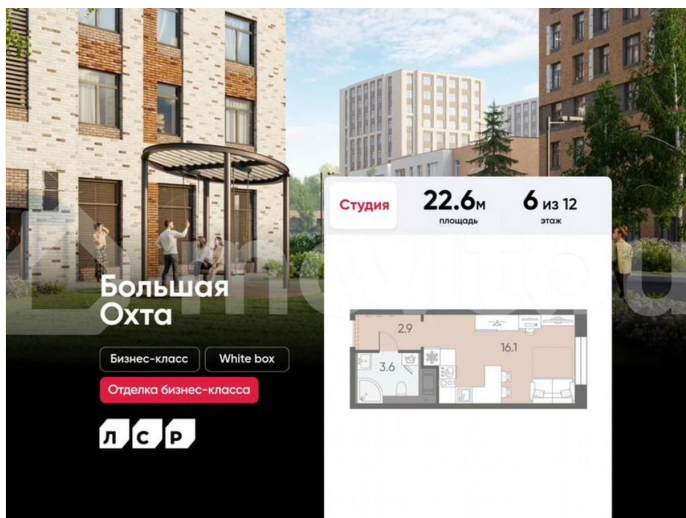 Студия
22.6м
площадь
6 из 12
этаж
Большая
Охта
Бизнес-класс
White box
Отделка бизнес-класса
ЛСР
2.9
16.1
3.6